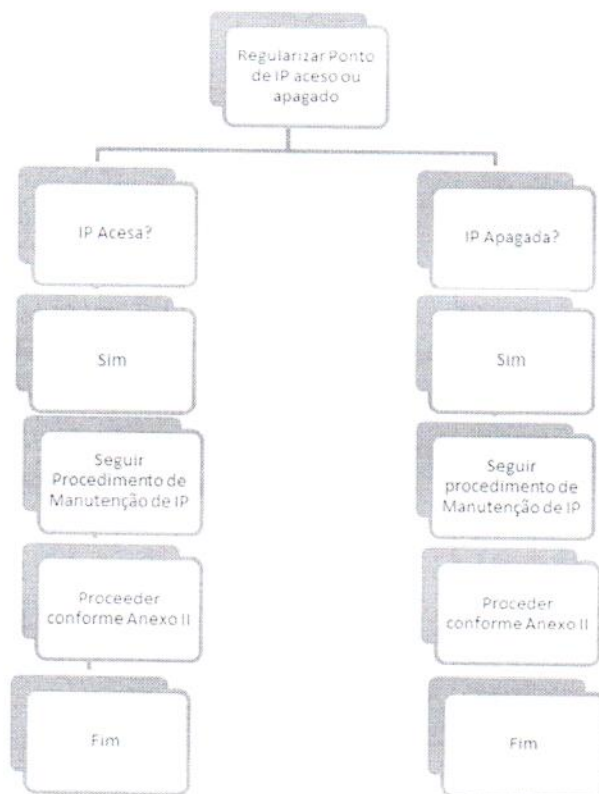 Regularizar Ponto
de IP aceso ou
apagado
IP Acesa?
Sim
Seguir
Procedimento de
Manutenção de IP
Proceeder
conforme Anexo II
Fim
IP Apagada?
Sim
Seguir
procedimento de
Manutenção de IP
Proceder
conforme Anexo II
Fim